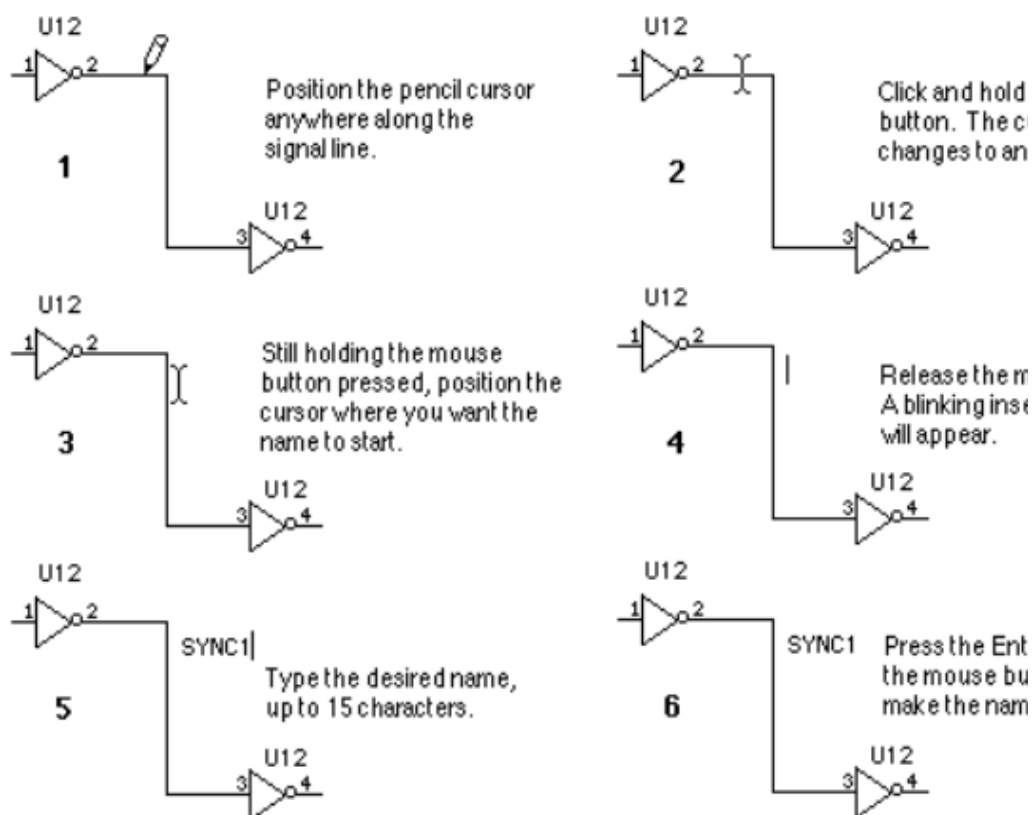 U12
1 2
Position the pencil cursor
anywhere along the
signal line.
1
U12
3 4
U12
1 2
Click and hold
button. The
changes to an
2
U12
3 4
U12
1 2
Still holding the mouse
button pressed, position the
cursor where you want the
name to start.
3
U12
3 4
U12
1 2
Release the
A blinking
will appear.
4
U12
3 4
U12
1 2
SYNC1
Type the desired name,
up to 15 characters.
5
U12
3 4
U12
1 2
SYNC1
Press the
the mouse
make the
6
U12
3 4